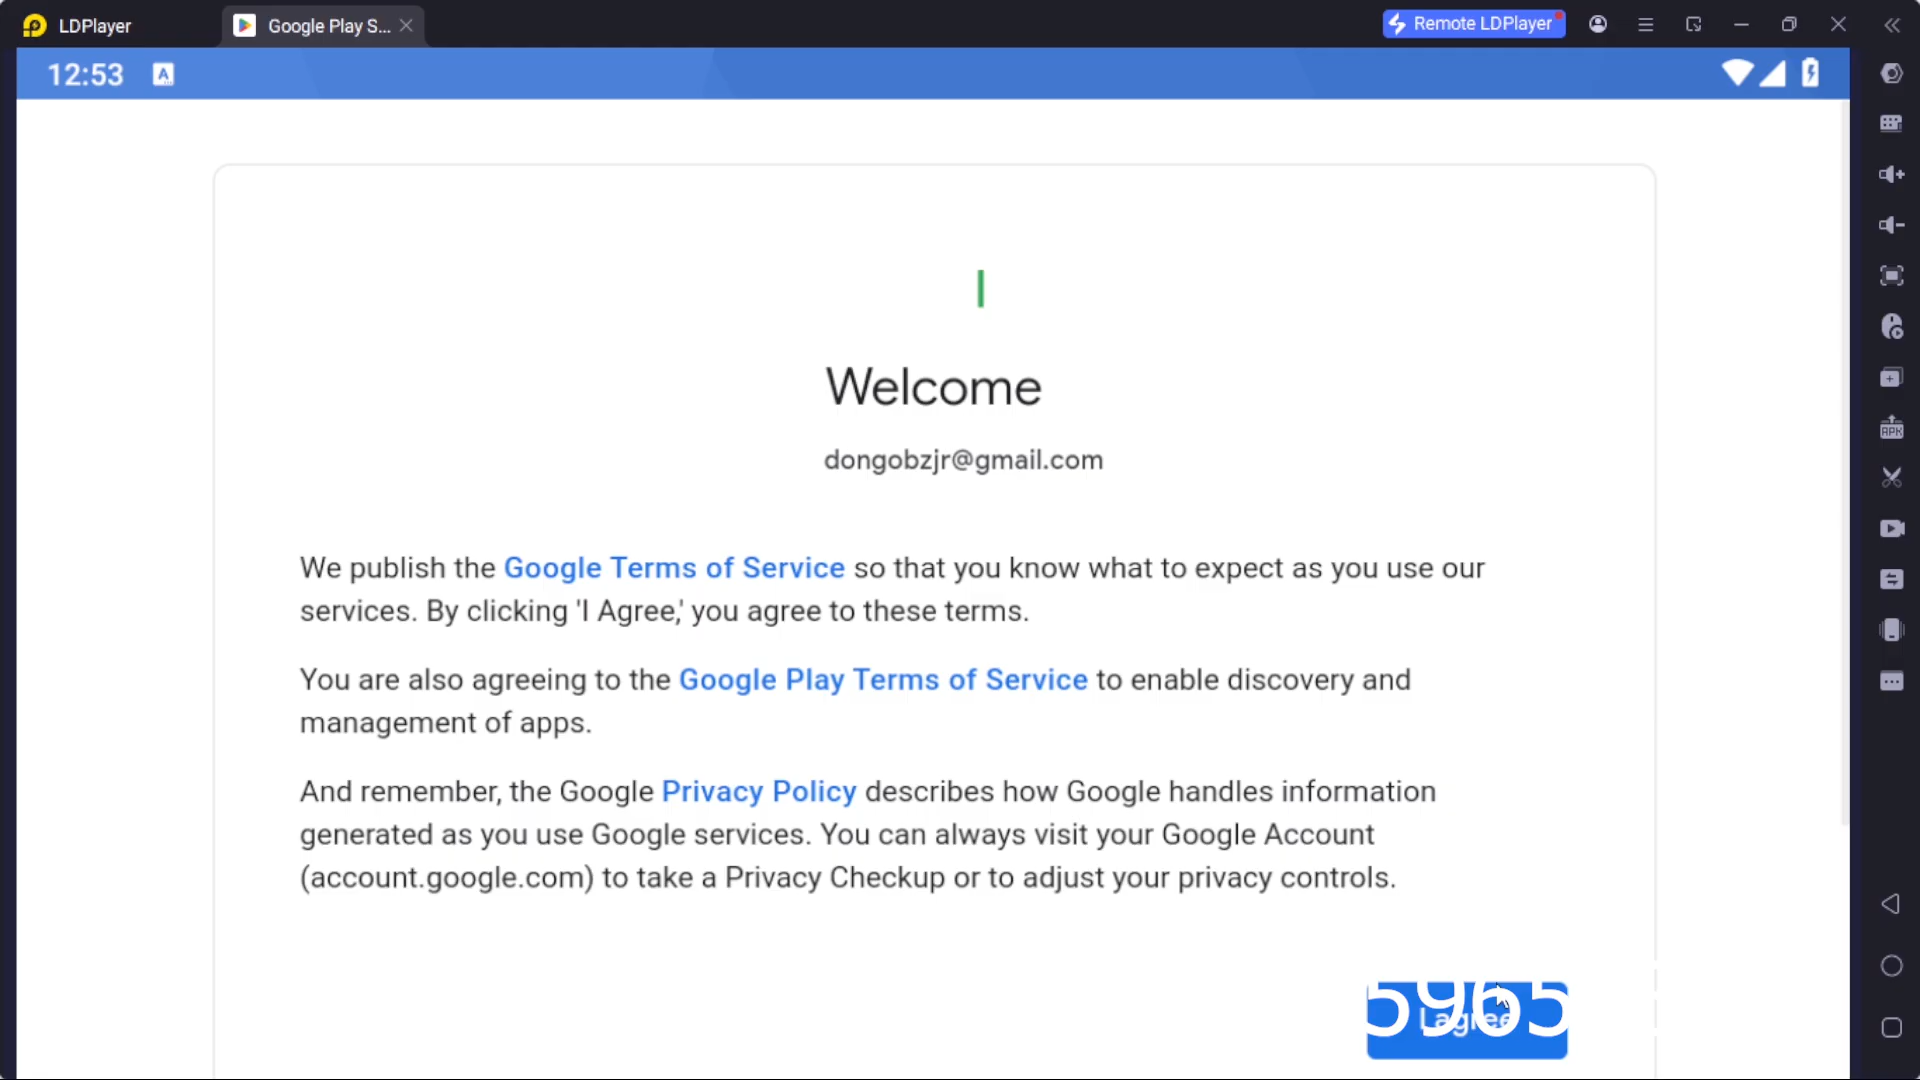 LDPlayer
Google Play S...
Remote LDPlayer
12:53
A
Welcome
dongobzjr@gmail.com
We publish the Google Terms of Service so that you know what to expect as you use our
services. By clicking 'I Agree,' you agree to these terms.
You are also agreeing to the Google Play Terms of Service to enable discovery and
management of apps.
And remember, the Google Privacy Policy describes how Google handles information
generated as you use Google services. You can always visit your Google Account
(account.google.com) to take a Privacy Checkup or to adjust your privacy controls.
5965
I agree
APK